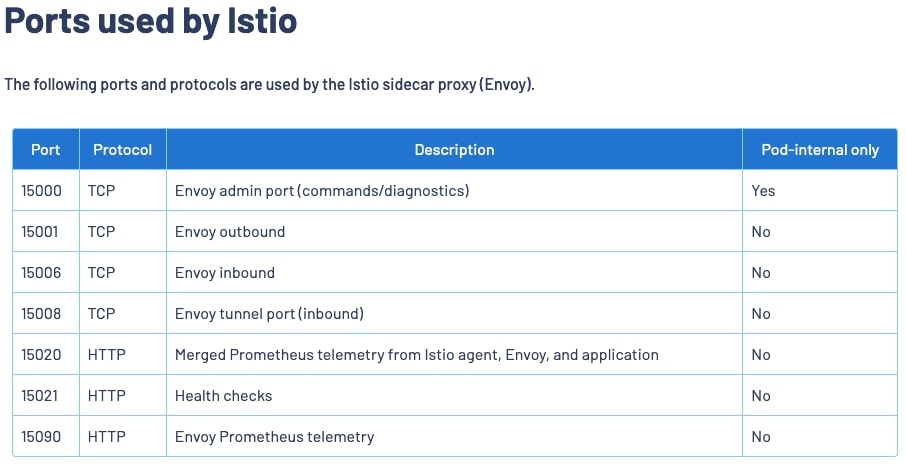 Ports used by Istio
The following ports and protocols are used by the Istio sidecar proxy (Envoy).
Port Protocol Description Pod-internal only
15000 TCP Envoy admin port (commands/diagnostics) Yes
15001 TCP Envoy outbound No
15006 TCP Envoy inbound No
15008 TCP Envoy tunnel port (inbound) No
15020 HTTP Merged Prometheus telemetry from Istio agent, Envoy, and application No
15021 HTTP Health checks No
15090 HTTP Envoy Prometheus telemetry No